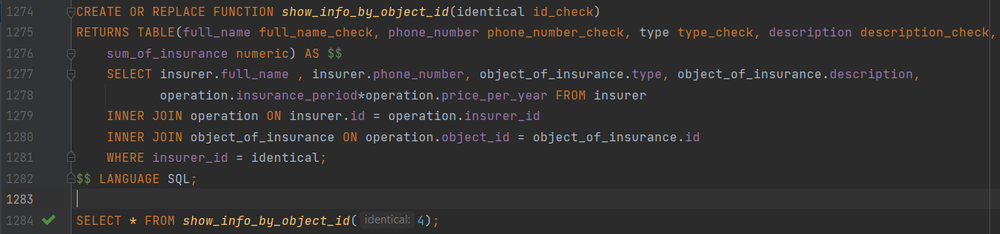 1274 CREATE OR REPLACE FUNCTION show_info_by_object_id(identical id_check)
1275 RETURNS TABLE(full_name full_name_check, phone_number phone_number_check, type type_check, description description_check,
1276     sum_of_insurance numeric) AS $$
1277     SELECT insurer.full_name , insurer.phone_number, object_of_insurance.type, object_of_insurance.description,
1278            operation.insurance_period*operation.price_per_year FROM insurer
1279     INNER JOIN operation ON insurer.id = operation.insurer_id
1280     INNER JOIN object_of_insurance ON operation.object_id = object_of_insurance.id
1281     WHERE insurer_id = identical;
1282 $$ LANGUAGE SQL;
1283
1284 SELECT * FROM show_info_by_object_id( identical: 4);